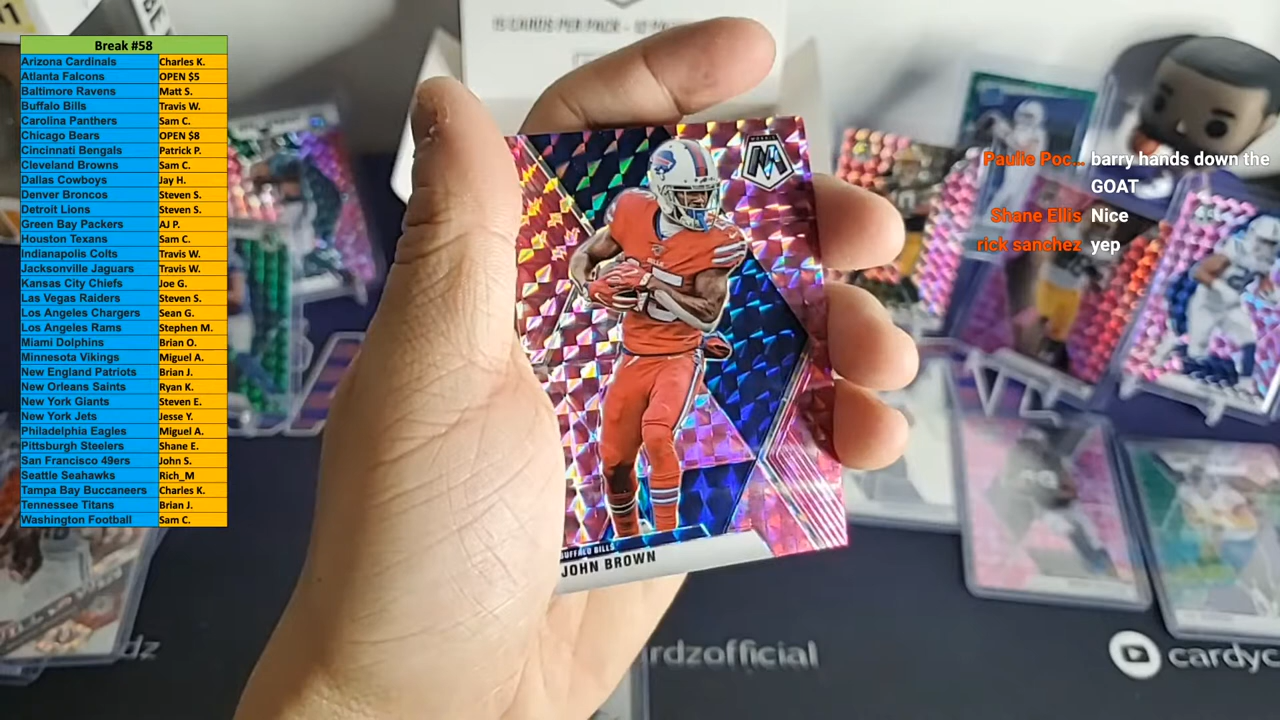 15 CARDS PER PACK
Break #58
Arizona Cardinals Charles K.
Atlanta Falcons OPEN $5
Baltimore Ravens Matt S.
Buffalo Bills Travis W.
Carolina Panthers Sam C.
Chicago Bears OPEN $8
Cincinnati Bengals Patrick P.
Cleveland Browns Sam C.
Dallas Cowboys Jay H.
Denver Broncos Steven S.
Detroit Lions Steven S.
Green Bay Packers AJ P.
Houston Texans Sam C.
Indianapolis Colts Travis W.
Jacksonville Jaguars Travis W.
Kansas City Chiefs Joe G.
Las Vegas Raiders Steven S.
Los Angeles Chargers Sean G.
Los Angeles Rams Stephen M.
Miami Dolphins Brian O.
Minnesota Vikings Miguel A.
New England Patriots Brian J.
New Orleans Saints Ryan K.
New York Giants Steven E.
New York Jets Jesse Y.
Philadelphia Eagles Miguel A.
Pittsburgh Steelers Shane E.
San Francisco 49ers John S.
Seattle Seahawks Rich_M
Tampa Bay Buccaneers Charles K.
Tennessee Titans Brian J.
Washington Football Sam C.
Paulie Poc... barry hands down the
GOAT
Shane Ellis Nice
rick sanchez yep
BUFFALO BILLS
JOHN BROWN
dz
rdzofficial
cardyc